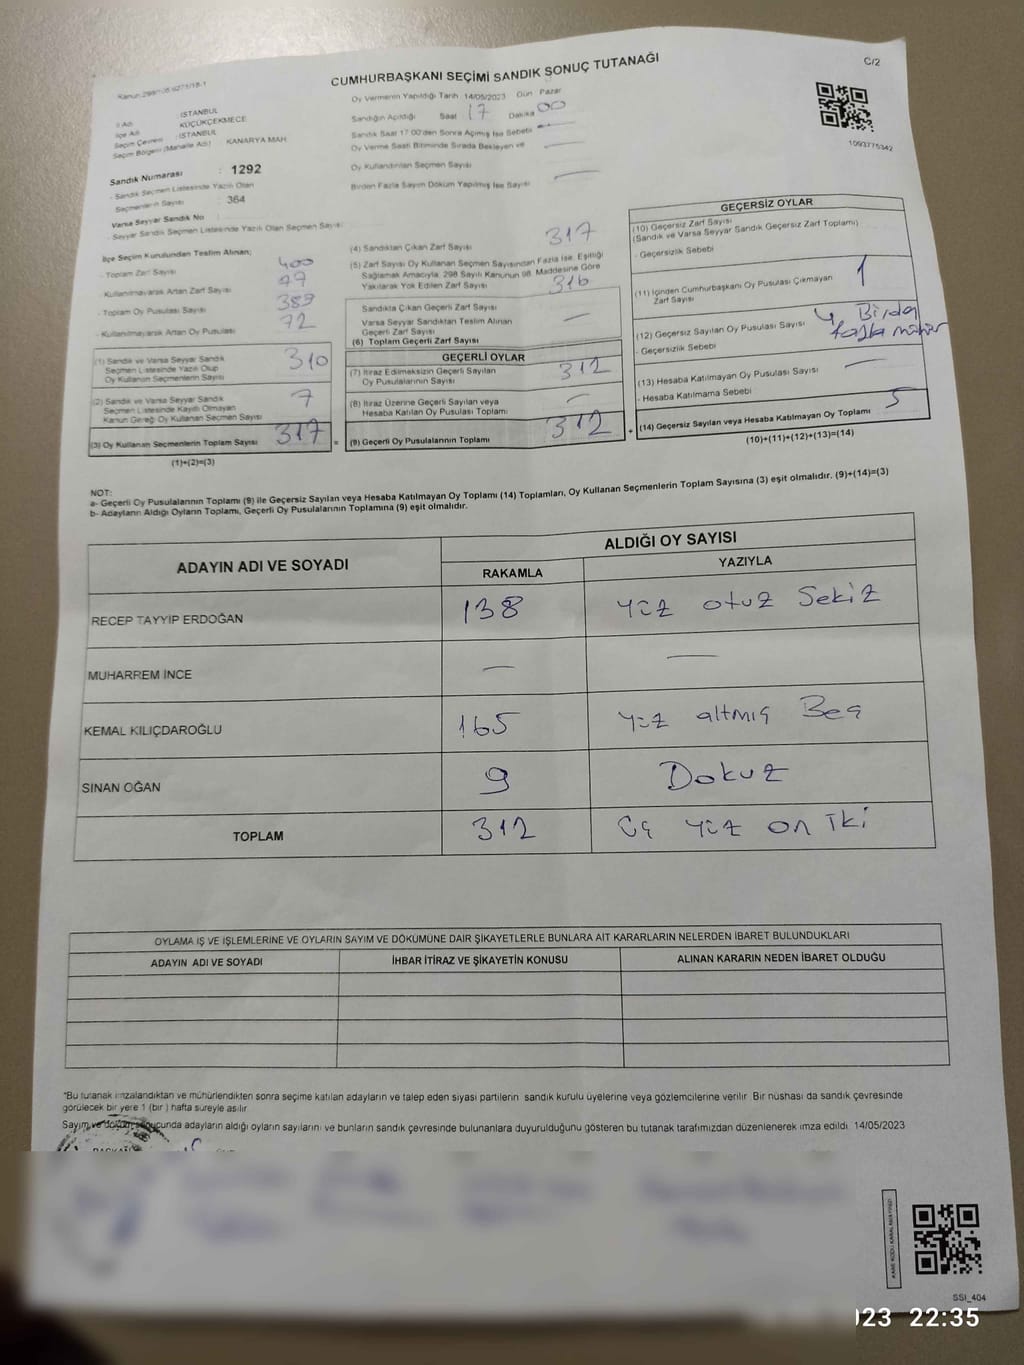 CUMHURBAŞKANI SEÇİMİ SANDIK SONUÇ TUTANAĞI
C/2
1093775342
İl Adı : İSTANBUL
İlçe Adı : KÜÇÜKÇEKMECE
Seçim Çevresi : İSTANBUL
Seçim Bölgesi (Mahalle Adı) : KANARYA MAH
Sandık Numarası : 1292
- Sandık Seçmen Listesinde Yazılı Olan
Seçmenlerin Sayısı : 364
Varsa Seyyar Sandık No :
- Seyyar Sandık Seçmen Listesinde Yazılı Olan Seçmen Sayısı:
Oy Vermenin Yapıldığı Tarih 14/05/2023 Gün Pazar
Sandığın Açıldığı Saat 17 Dakika 00
Sandık Saat 17.00'den Sonra Açılmış İse Sebebi —
Oy Verme Saati Bitiminde Sırada Bekleyen ve —
Oy Kullandırılan Seçmen Sayısı
Birden Fazla Sayım Döküm Yapılmış İse Sayısı —
İlçe Seçim Kurulundan Teslim Alınan;
- Toplam Zarf Sayısı 400
- Kullanılmayarak Artan Zarf Sayısı
- Toplam Oy Pusulası Sayısı 389
- Kullanılmayarak Artan Oy Pusulası 72
(1) Sandık ve Varsa Seyyar Sandık
Seçmen Listesinde Yazılı Olup
Oy Kullanan Seçmenlerin Sayısı 310
(2) Sandık ve Varsa Seyyar Sandık
Seçmen Listesinde Kayıtlı Olmayan
Kanun Gereği Oy Kullanan Seçmen Sayısı 7
(3) Oy Kullanan Seçmenlerin Toplam Sayısı 317 =
(1)+(2)=(3)
(4) Sandıktan Çıkan Zarf Sayısı 317
(5) Zarf Sayısı Oy Kullanan Seçmen Sayısından Fazla İse, Eşitliği
Sağlamak Amacıyla, 298 Sayılı Kanunun 98. Maddesine Göre
Yakılarak Yok Edilen Zarf Sayısı
316
Sandıkta Çıkan Geçerli Zarf Sayısı
Varsa Seyyar Sandıktan Teslim Alınan —
Geçerli Zarf Sayısı
(6) Toplam Geçerli Zarf Sayısı
GEÇERLİ OYLAR
(7) İtiraz Edilmeksizin Geçerli Sayılan
Oy Pusulalarının Sayısı 312
(8) İtiraz Üzerine Geçerli Sayılan veya
Hesaba Katılan Oy Pusulası Toplamı —
(9) Geçerli Oy Pusulalarının Toplamı 312 +
GEÇERSİZ OYLAR
(10) Geçersiz Zarf Sayısı
(Sandık ve Varsa Seyyar Sandık Geçersiz Zarf Toplamı)
- Geçersizlik Sebebi
(11) İçinden Cumhurbaşkanı Oy Pusulası Çıkmayan
Zarf Sayısı 1
(12) Geçersiz Sayılan Oy Pusulası Sayısı 4 Birden
- Geçersizlik Sebebi fazla mühür
(13) Hesaba Katılmayan Oy Pusulası Sayısı —
- Hesaba Katılmama Sebebi
(14) Geçersiz Sayılan veya Hesaba Katılmayan Oy Toplamı 5
(10)+(11)+(12)+(13)=(14)
NOT:
a- Geçerli Oy Pusulalarının Toplamı (9) ile Geçersiz Sayılan veya Hesaba Katılmayan Oy Toplamı (14) Toplamları, Oy Kullanan Seçmenlerin Toplam Sayısına (3) eşit olmalıdır. (9)+(14)=(3)
b- Adayların Aldığı Oyların Toplamı, Geçerli Oy Pusulalarının Toplamına (9) eşit olmalıdır.
ADAYIN ADI VE SOYADI
ALDIĞI OY SAYISI
RAKAMLA YAZIYLA
RECEP TAYYİP ERDOĞAN 138 Yüz otuz Sekiz
MUHARREM İNCE — —
KEMAL KILIÇDAROĞLU 165 Yüz altmış Beş
SİNAN OĞAN 9 Dokuz
TOPLAM 312 Üç Yüz on iki
OYLAMA İŞ VE İŞLEMLERİNE VE OYLARIN SAYIM VE DÖKÜMÜNE DAİR ŞİKAYETLERLE BUNLARA AİT KARARLARIN NELERDEN İBARET BULUNDUKLARI
ADAYIN ADI VE SOYADI İHBAR İTİRAZ VE ŞİKAYETİN KONUSU ALINAN KARARIN NEDEN İBARET OLDUĞU
*Bu tutanak imzalandıktan ve mühürlendikten sonra seçime katılan adayların ve talep eden siyasi partilerin sandık kurulu üyelerine veya gözlemcilerine verilir. Bir nüshası da sandık çevresinde
görülecek bir yere 1 (bir ) hafta süreyle asılır.
Sayım ve döküm sonucunda adayların aldığı oyların sayılarını ve bunların sandık çevresinde bulunanlara duyurulduğunu gösteren bu tutanak tarafımızdan düzenlenerek imza edildi. 14/05/2023
SSI_404
023 22:35